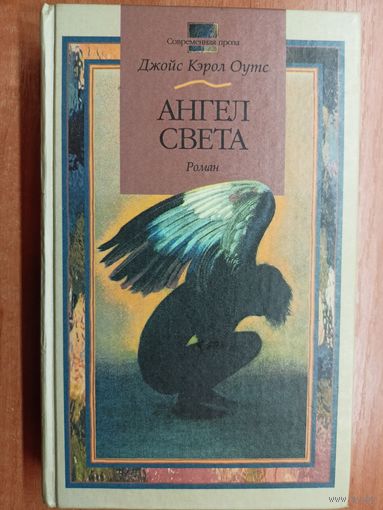 Современная проза
Джойс Кэрол Оутс
АНГЕЛ
СВЕТА
Роман